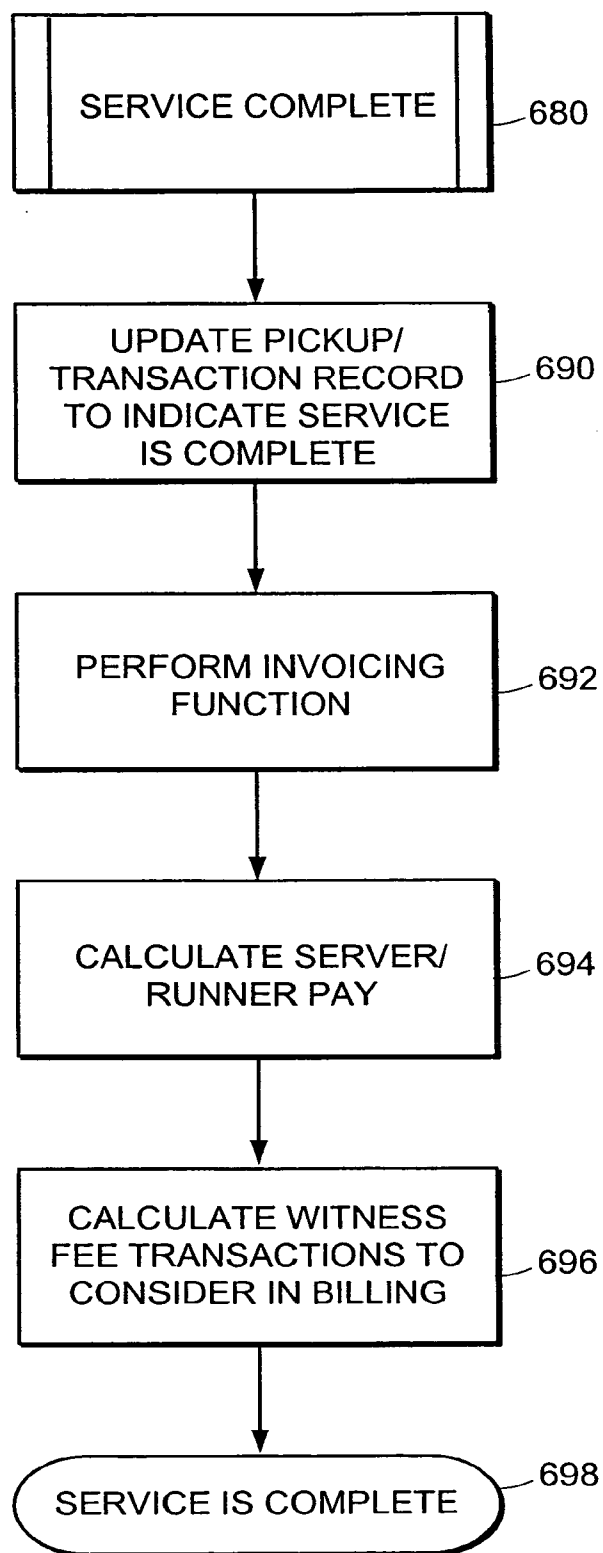 SERVICE COMPLETE
680
UPDATE PICKUP/
TRANSACTION RECORD
TO INDICATE SERVICE
IS COMPLETE
690
PERFORM INVOICING
FUNCTION
692
CALCULATE SERVER/
RUNNER PAY
694
CALCULATE WITNESS
FEE TRANSACTIONS TO
CONSIDER IN BILLING
696
SERVICE IS COMPLETE
698